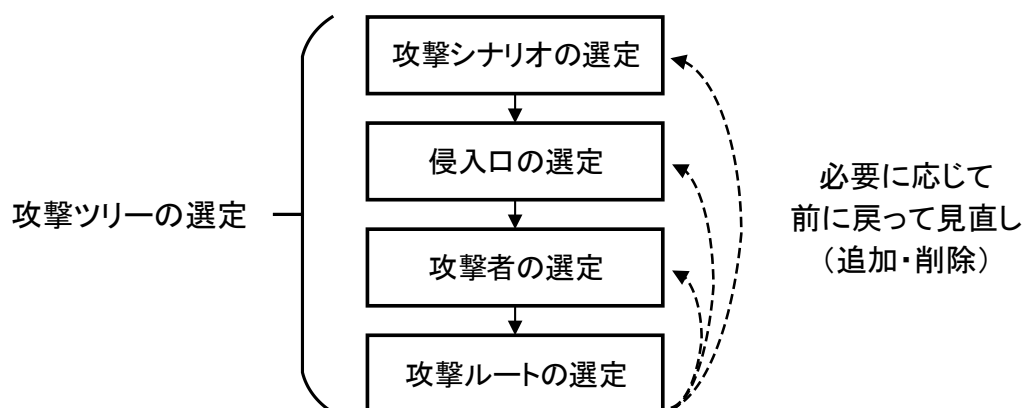 攻撃シナリオの選定
侵入口の選定
攻撃ツリーの選定
攻撃者の選定
攻撃ルートの選定
必要に応じて
前に戻って見直し
（追加・削除）